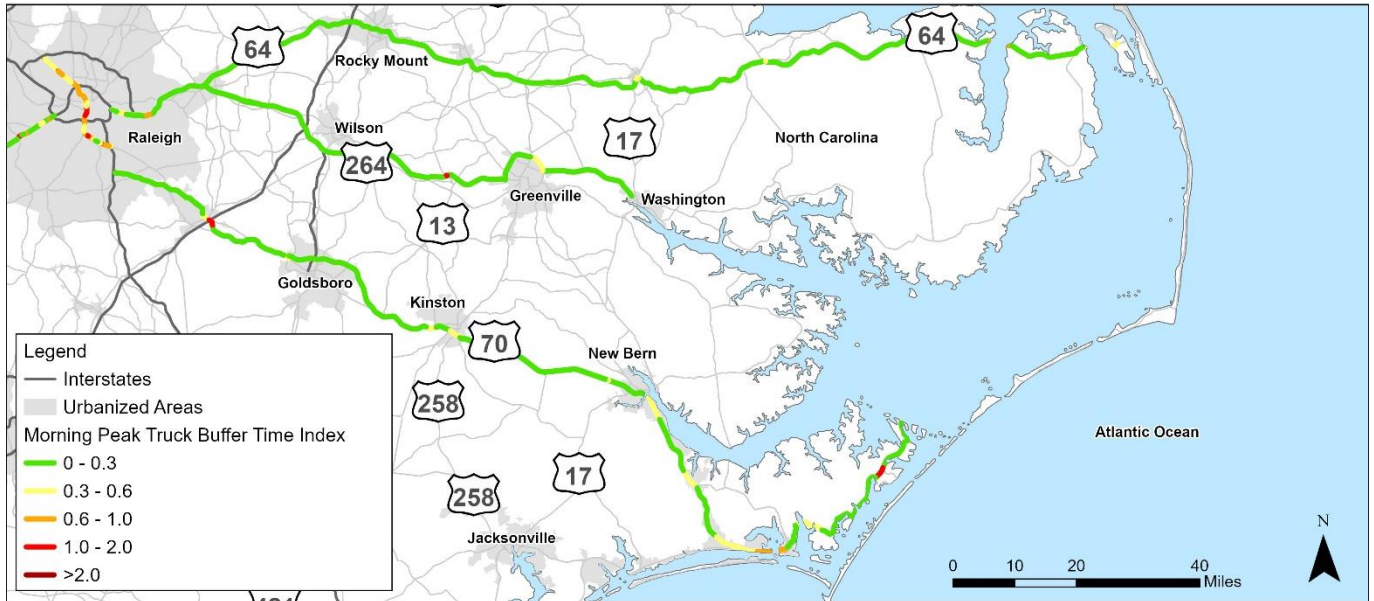 64
Rocky Mount
64
Raleigh
Wilson
264
17
North Carolina
Greenville
Washington
13
Goldsboro
Kinston
70
New Bern
258
Atlantic Ocean
258
17
Jacksonville
Legend
Interstates
Urbanized Areas
Morning Peak Truck Buffer Time Index
0 - 0.3
0.3 - 0.6
0.6 - 1.0
1.0 - 2.0
>2.0
N
0 10 20 40
Miles